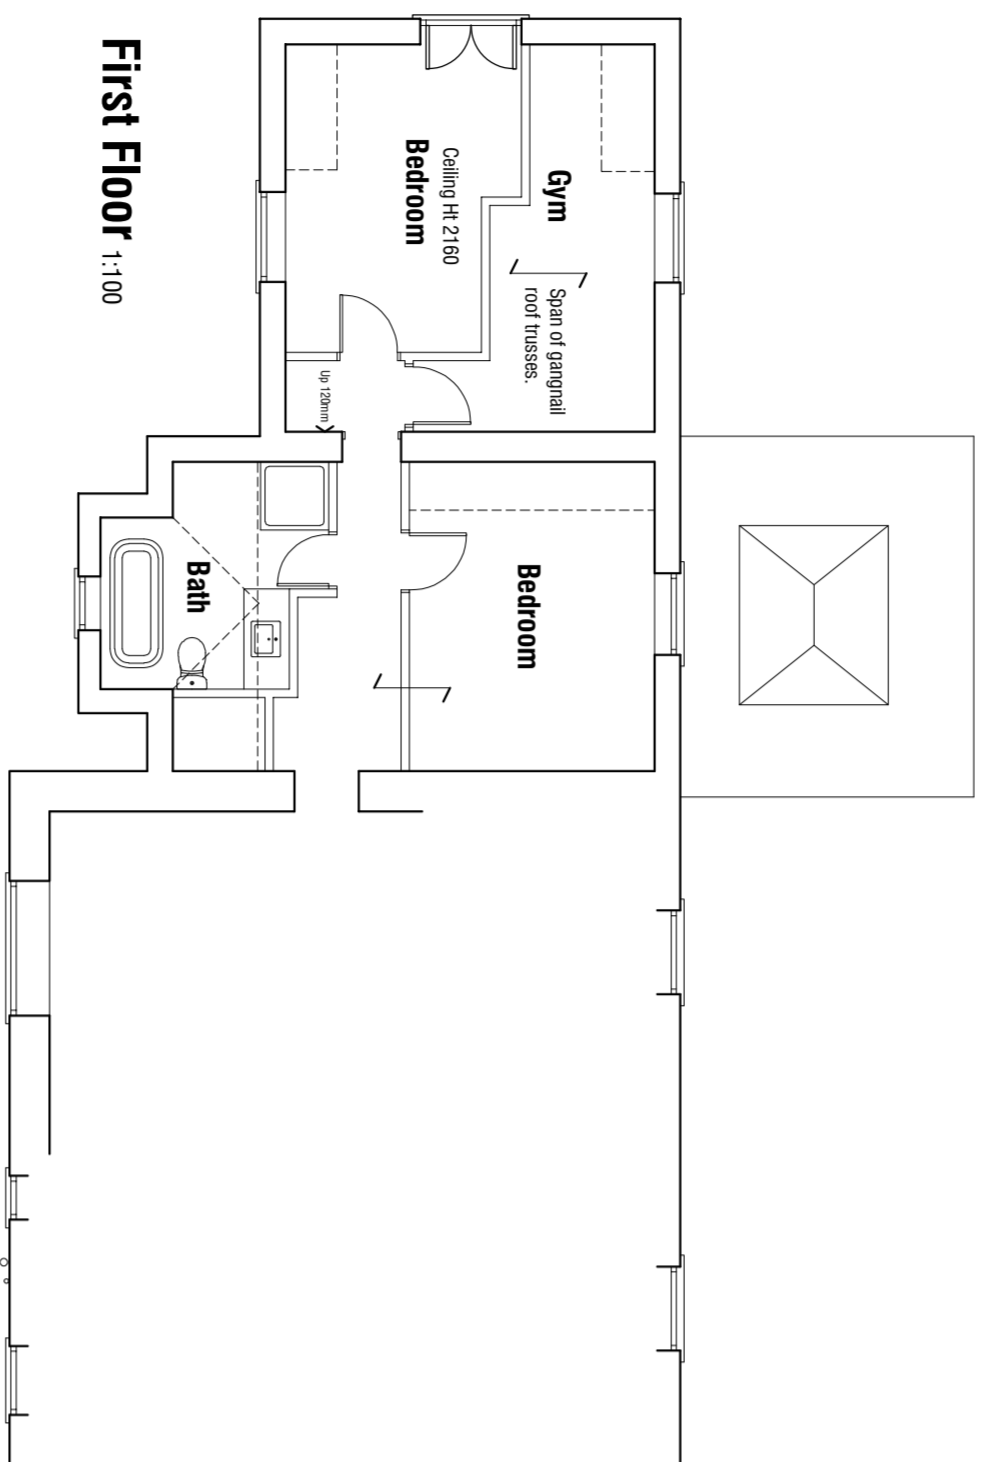 First Floor 1:100
Gym
Span of gangnail
roof trusses.
Ceiling Ht 2160
Bedroom
Up 120mm
Bedroom
Bath